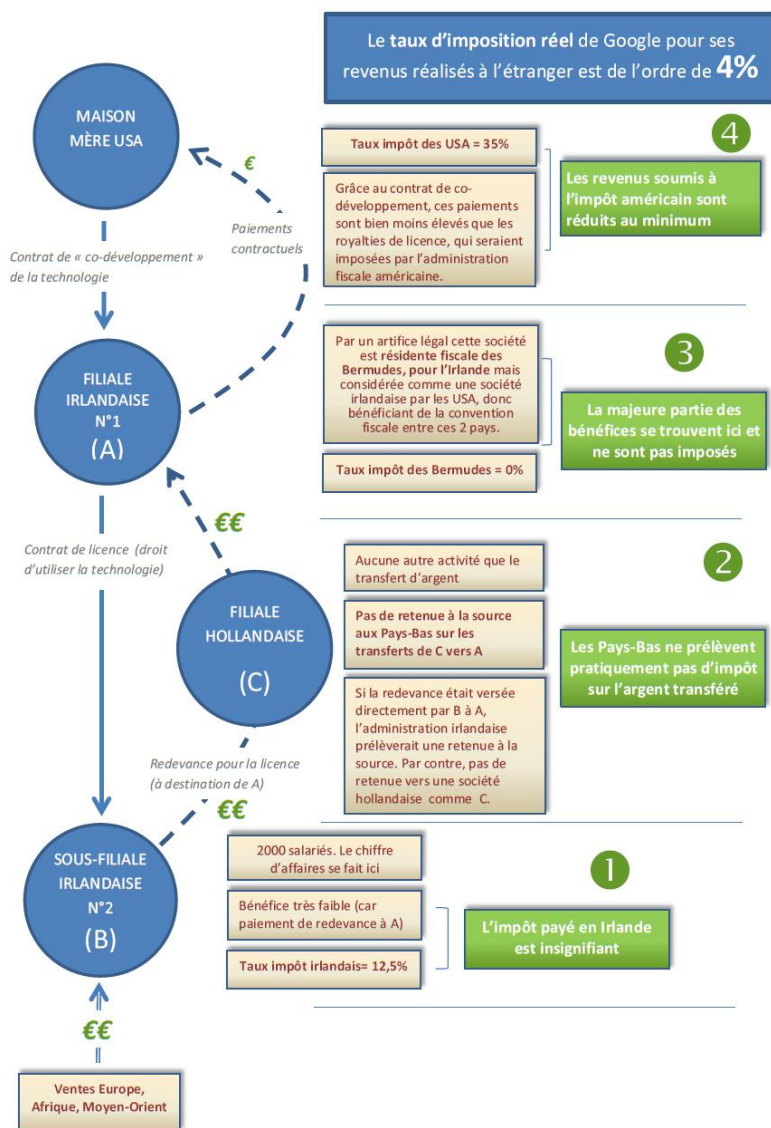 Le taux d'imposition réel de Google pour ses
revenus réalisés à l'étranger est de l'ordre de 4%
MAISON
MÈRE USA
€
Paiements
contractuels
Contrat de « co-développement »
de la technologie
4
Taux impôt des USA = 35%
Grâce au contrat de co-
développement, ces paiements
sont bien moins élevés que les
royalties de licence, qui seraient
imposées par l'administration
fiscale américaine.
Les revenus soumis à
l'impôt américain sont
réduits au minimum
FILIALE
IRLANDAISE
N°1
(A)
3
Par un artifice légal cette société
est résidente fiscale des
Bermudes, pour l'Irlande mais
considérée comme une société
irlandaise par les USA, donc
bénéficiant de la convention
fiscale entre ces 2 pays.
Taux impôt des Bermudes = 0%
La majeure partie des
bénéfices se trouvent ici et
ne sont pas imposés
€€
Contrat de licence (droit
d'utiliser la technologie)
FILIALE
HOLLANDAISE
(C)
2
Aucune autre activité que le
transfert d'argent
Pas de retenue à la source
aux Pays-Bas sur les
transferts de C vers A
Si la redevance était versée
directement par B à A,
l'administration irlandaise
prélèverait une retenue à la
source. Par contre, pas de
retenue vers une société
hollandaise comme C.
Les Pays-Bas ne prélèvent
pratiquement pas d'impôt
sur l'argent transféré
Redevance pour la licence
(à destination de A)
€€
SOUS-FILIALE
IRLANDAISE
N°2
(B)
1
2000 salariés. Le chiffre
d'affaires se fait ici
Bénéfice très faible (car
paiement de redevance à A)
Taux impôt irlandais= 12,5%
L'impôt payé en Irlande
est insignifiant
€€
Ventes Europe,
Afrique, Moyen-Orient